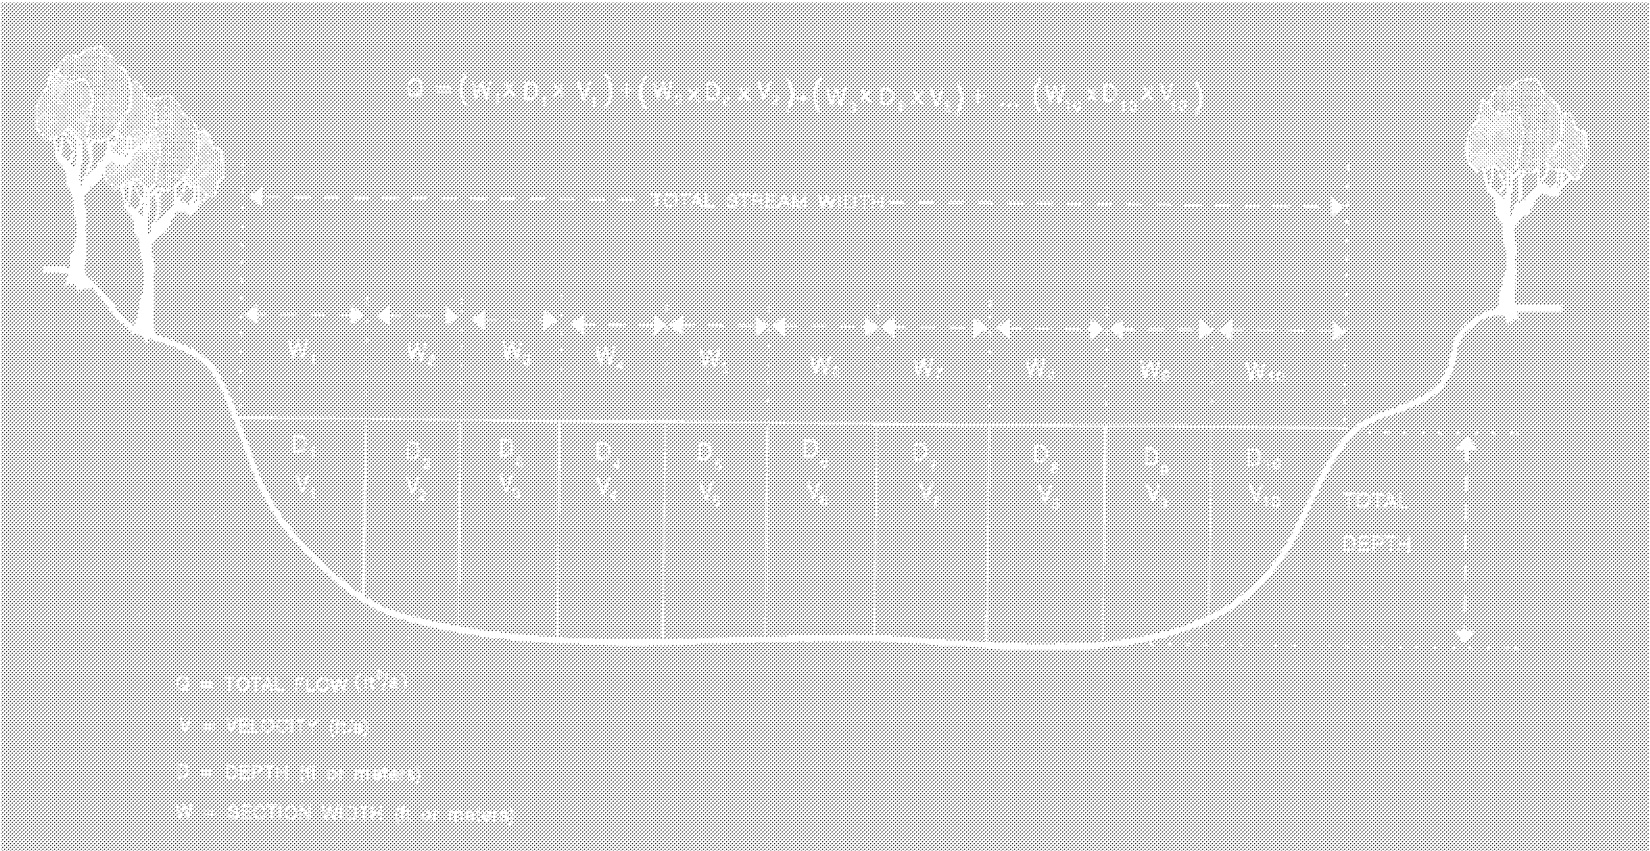 Q = (W₁ × D₁ × V₁) + (W₂ × D₂ × V₂) + (W₃ × D₃ × V₃) + ... (W₁₀ × D₁₀ × V₁₀)
TOTAL STREAM WIDTH
W₁ W₂ W₃ W₄ W₅ W₆ W₇ W₈ W₉ W₁₀
D₁ D₂ D₃ D₄ D₅ D₆ D₇ D₈ D₉ D₁₀
V₁ V₂ V₃ V₄ V₅ V₆ V₇ V₈ V₉ V₁₀
TOTAL
DEPTH
Q = TOTAL FLOW (ft³/s)
V = VELOCITY (ft/s)
D = DEPTH (ft or meters)
W = SECTION WIDTH (ft or meters)